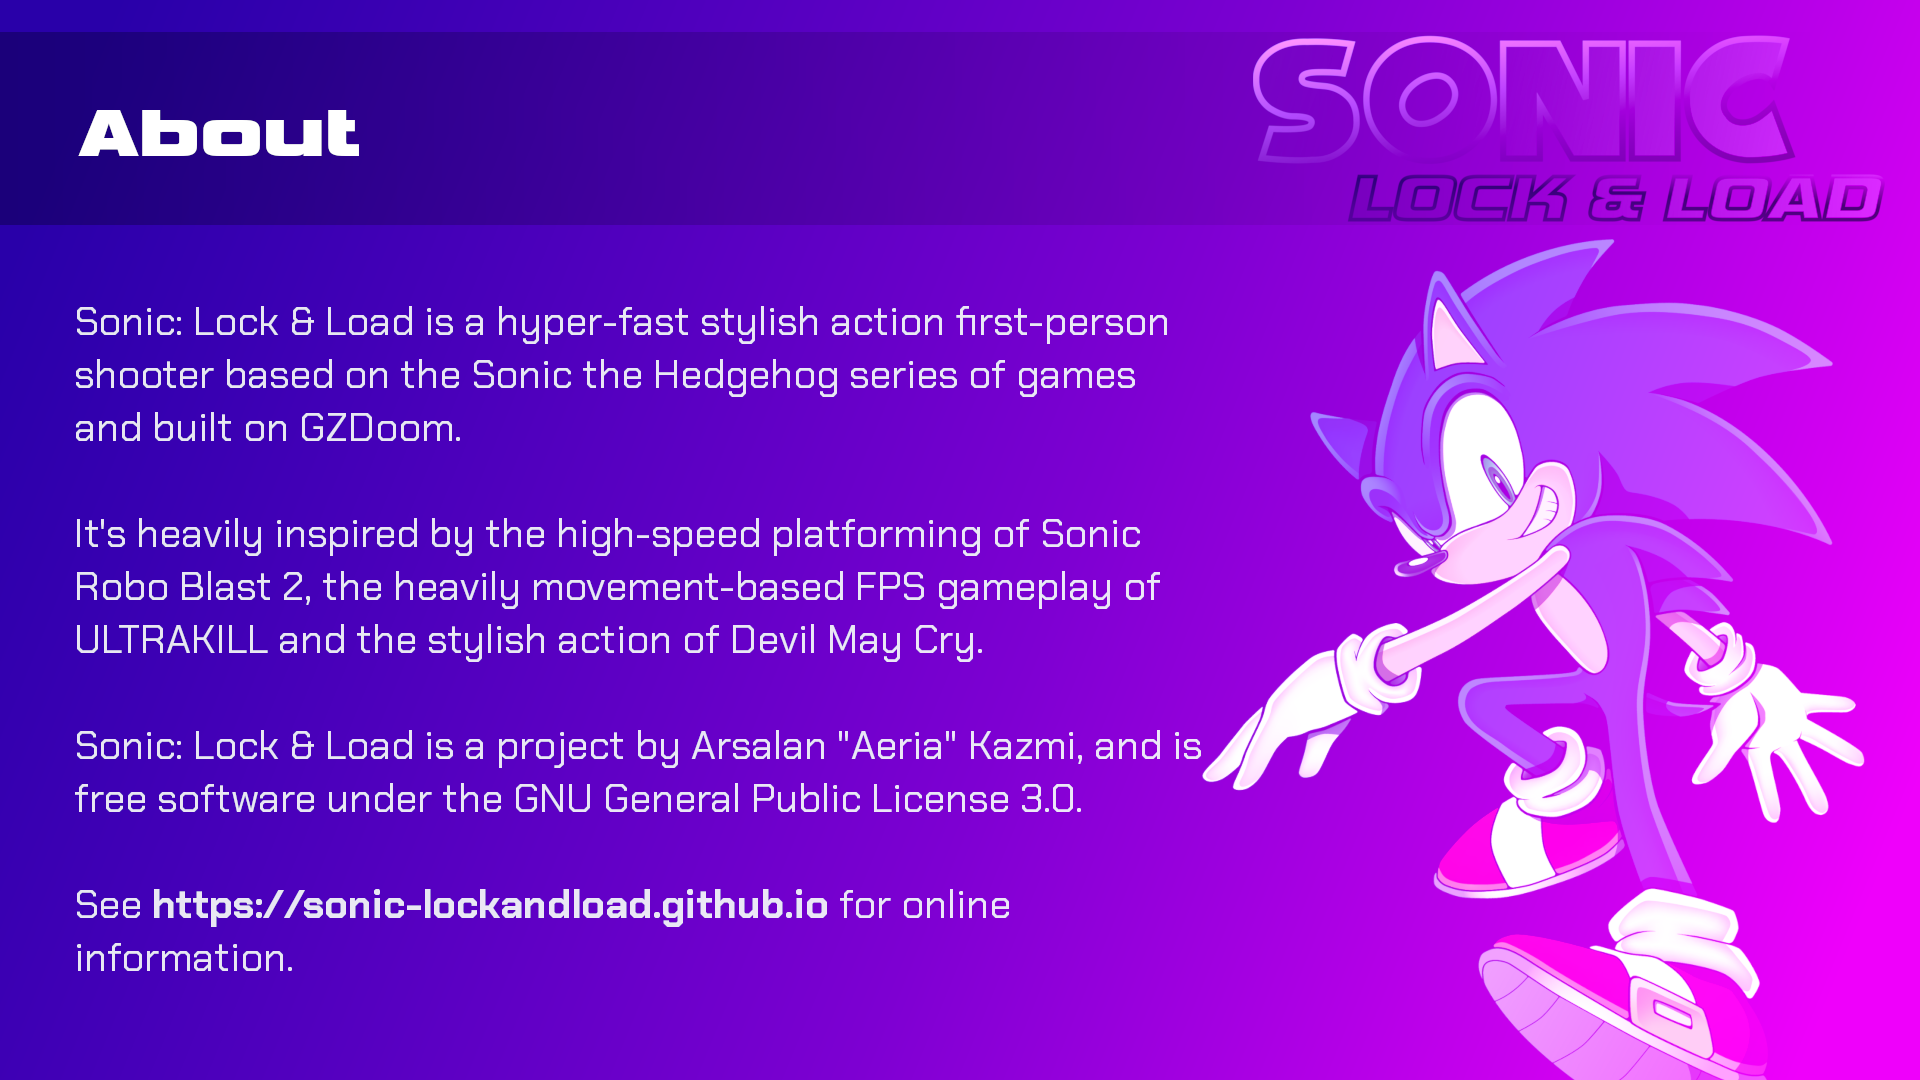 SONIC
LOCK & LOAD
About
Sonic: Lock & Load is a hyper-fast stylish action first-person
shooter based on the Sonic the Hedgehog series of games
and built on GZDoom.
It's heavily inspired by the high-speed platforming of Sonic
Robo Blast 2, the heavily movement-based FPS gameplay of
ULTRAKILL and the stylish action of Devil May Cry.
Sonic: Lock & Load is a project by Arsalan "Aeria" Kazmi, and is
free software under the GNU General Public License 3.0.
See https://sonic-lockandload.github.io for online
information.